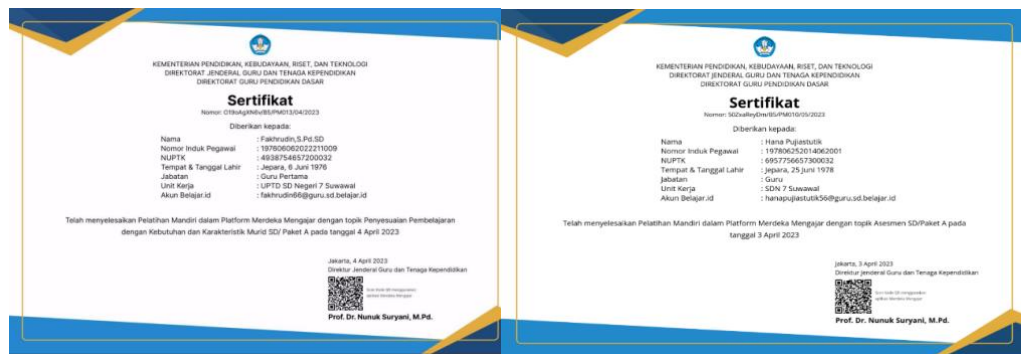 KEMENTERIAN PENDIDIKAN, KEBUDAYAAN, RISET, DAN TEKNOLOGI
DIREKTORAT JENDERAL GURU DAN TENAGA KEPENDIDIKAN
DIREKTORAT GURU PENDIDIKAN DASAR
Sertifikat
Nomor:
Diberikan kepada:
Nama : Fakhrudin,S.Pd.SD
Nomor Induk Pegawai : 197806062022211009
NUPTK : 4938754657200032
Tempat & Tanggal Lahir : Jepara, 6 Juni 1976
Jabatan : Guru Pertama
Unit Kerja : UPTD SD Negeri 7 Suwawal
Akun Belajar.id : fakhrudin66@guru.sd.belajar.id
Telah menyelesaikan Pelatihan Mandiri dalam Platform Merdeka Mengajar dengan topik Penyesuaian Pembelajaran
dengan Kebutuhan dan Karakteristik Murid SD/ Paket A pada tanggal 4 April 2023
Jakarta, 4 April 2023
Direktur Jenderal Guru dan Tenaga Kependidikan
Prof. Dr. Nunuk Suryani, M.Pd.
KEMENTERIAN PENDIDIKAN, KEBUDAYAAN, RISET, DAN TEKNOLOGI
DIREKTORAT JENDERAL GURU DAN TENAGA KEPENDIDIKAN
DIREKTORAT GURU PENDIDIKAN DASAR
Sertifikat
Nomor:
Diberikan kepada:
Nama : Hana Pujiastutik
Nomor Induk Pegawai : 197806252014062001
NUPTK : 6957756657300032
Tempat & Tanggal Lahir : Jepara, 25 Juni 1978
Jabatan : Guru
Unit Kerja : SDN 7 Suwawal
Akun Belajar.id : hanapujiastutik56@guru.sd.belajar.id
Telah menyelesaikan Pelatihan Mandiri dalam Platform Merdeka Mengajar dengan topik Asesmen SD/Paket A pada
tanggal 3 April 2023
Jakarta, 3 April 2023
Direktur Jenderal Guru dan Tenaga Kependidikan
Prof. Dr. Nunuk Suryani, M.Pd.